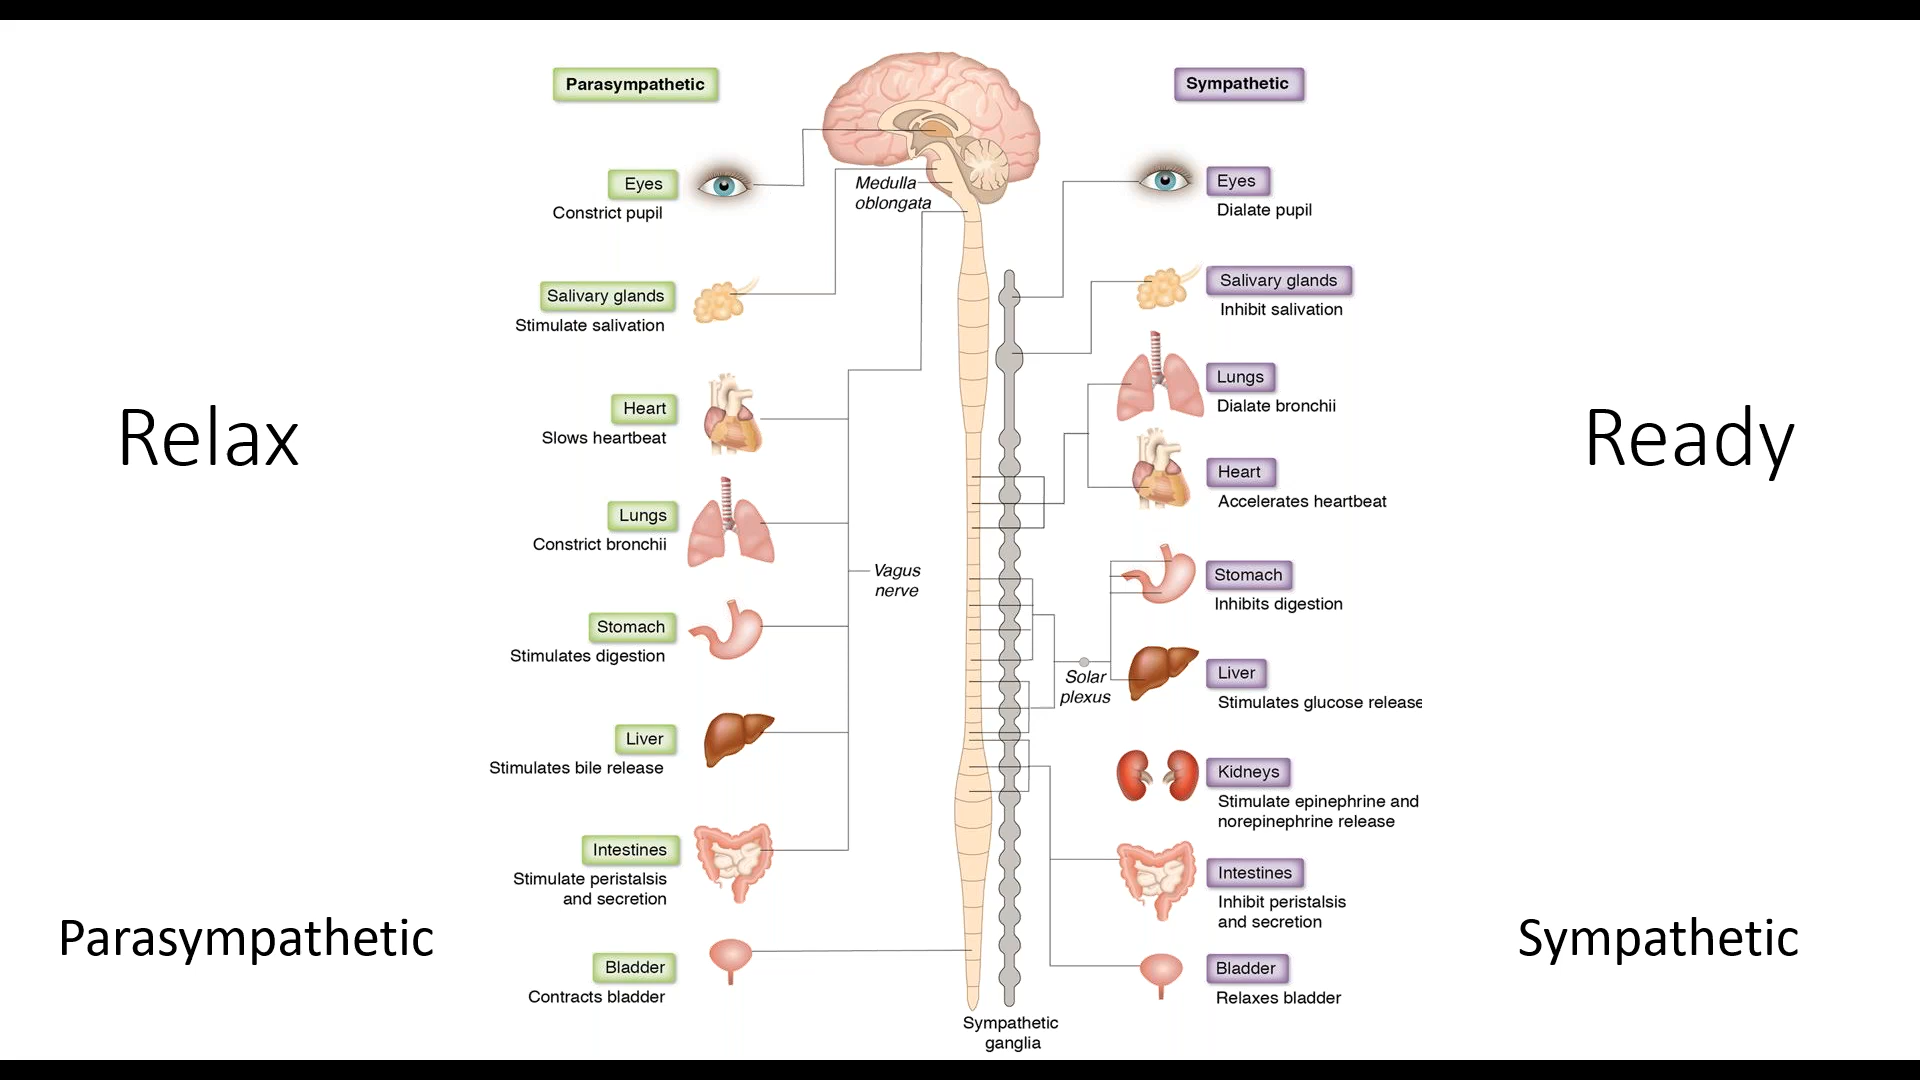 Parasympathetic
Eyes
Constrict pupil
Salivary glands
Stimulate salivation
Heart
Slows heartbeat
Lungs
Constrict bronchii
Stomach
Stimulates digestion
Liver
Stimulates bile release
Intestines
Stimulate peristalsis
and secretion
Bladder
Contracts bladder
Relax
Parasympathetic
Medulla
oblongata
Vagus
nerve
Solar
plexus
Sympathetic
ganglia
Sympathetic
Eyes
Dialate pupil
Salivary glands
Inhibit salivation
Lungs
Dialate bronchii
Heart
Accelerates heartbeat
Stomach
Inhibits digestion
Liver
Stimulates glucose release
Kidneys
Stimulate epinephrine and
norepinephrine release
Intestines
Inhibit peristalsis
and secretion
Bladder
Relaxes bladder
Ready
Sympathetic